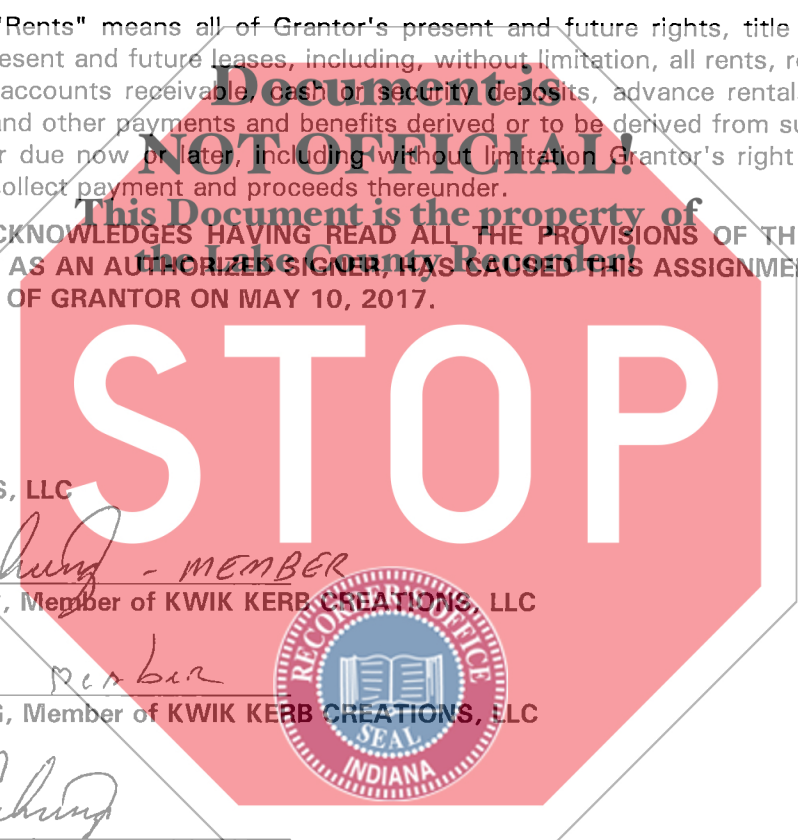 "Rents" means all of Grantor's present and future rights, title
present and future leases, including, without limitation, all rents, r
Document is
accounts receivable, cash or security deposits, advance rental
and other payments and benefits derived or to be derived from su
r due now or later, including without limitation Grantor's right
NOT OFFICIAL!
ollect payment and proceeds thereunder.
This Document is the property of
CKNOWLEDGES HAVING READ ALL THE PROVISIONS OF TH
the Lake County Recorder!
AS AN AUTHORIZED SIGNER, HAS CAUSED THIS ASSIGNME
OF GRANTOR ON MAY 10, 2017.
STOP
S, LLC
- MEMBER
, Member of KWIK KERB CREATIONS, LLC
member
G, Member of KWIK KERB CREATIONS, LLC
RECORDER'S OFFICE
SEAL
INDIANA